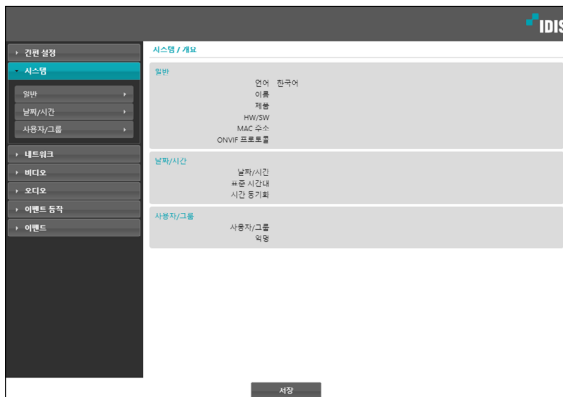 IDIS
간편 설정
시스템
일반
날짜/시간
사용자/그룹
네트워크
비디오
오디오
이벤트 동작
이벤트
시스템 / 개요
일반
언어 한국어
이름
제품
HW/SW
MAC 주소
ONVIF 프로토콜
날짜/시간
날짜/시간
표준 시간대
시간 동기화
사용자/그룹
사용자/그룹
익명
저장